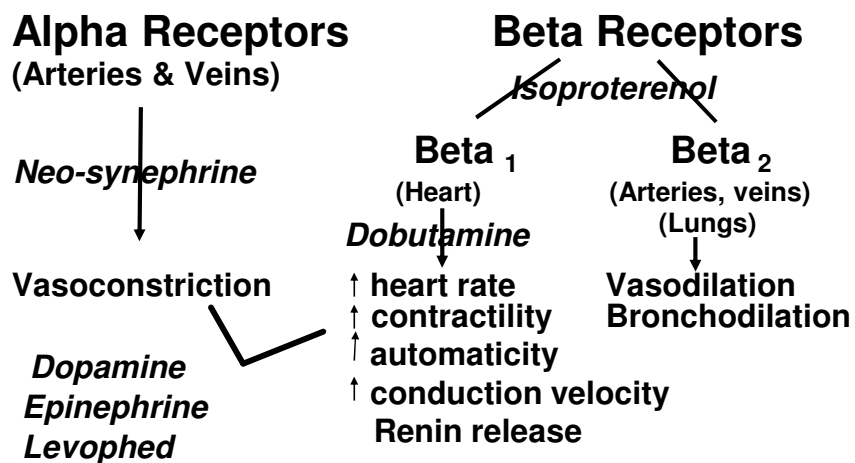 Alpha Receptors
(Arteries & Veins)
Neo-synephrine
Vasoconstriction
Dopamine
Epinephrine
Levophed
Beta Receptors
Isoproterenol
Beta 1
(Heart)
Dobutamine
↑ heart rate
↑ contractility
↑ automaticity
↑ conduction velocity
Renin release
Beta 2
(Arteries, veins)
(Lungs)
Vasodilation
Bronchodilation